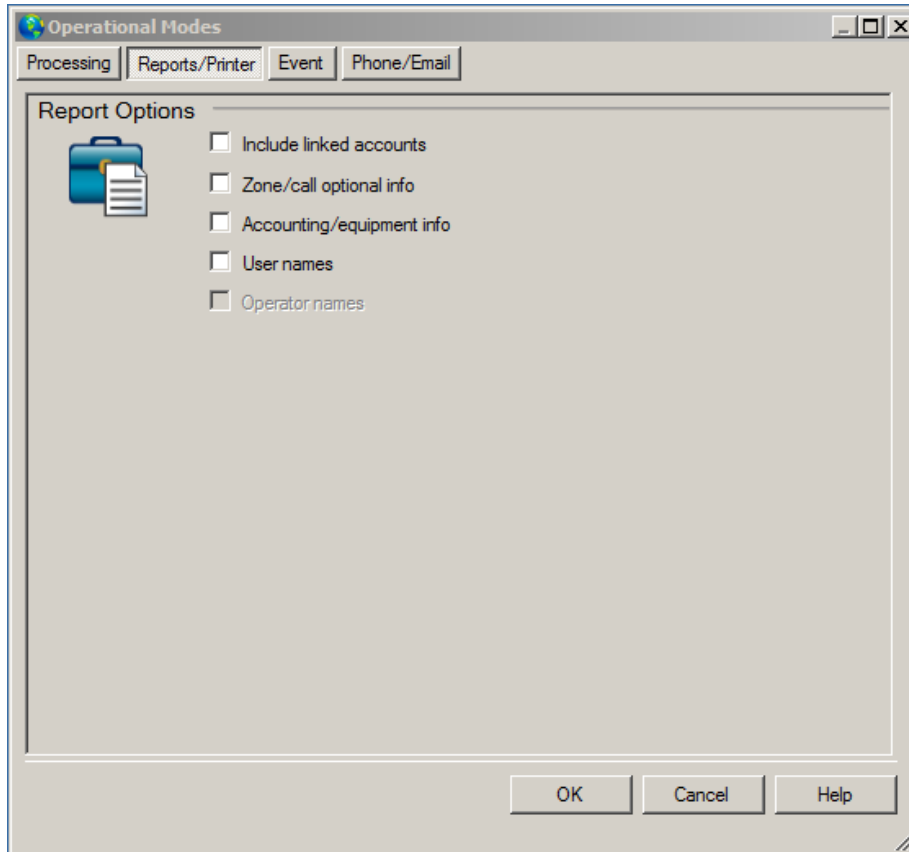 Operational Modes
Processing Reports/Printer Event Phone/Email
Report Options
Include linked accounts
Zone/call optional info
Accounting/equipment info
User names
Operator names
OK Cancel Help